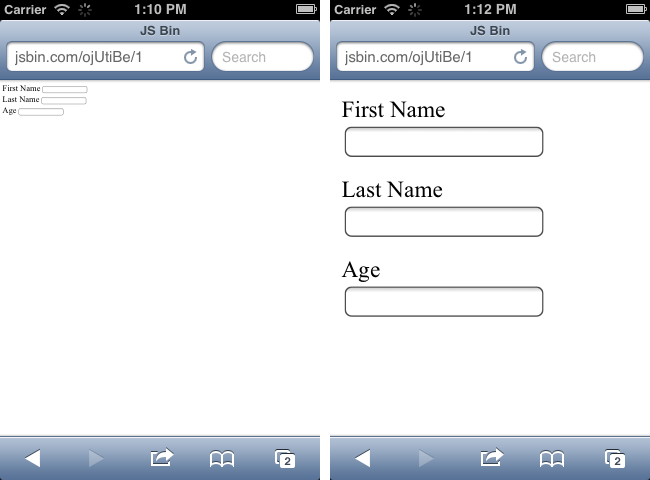 Carrier 1:10 PM
JS Bin
jsbin.com/ojUtiBe/1 Search
First Name
Last Name
Age
2
Carrier 1:12 PM
JS Bin
jsbin.com/ojUtiBe/1 Search
First Name
Last Name
Age
2